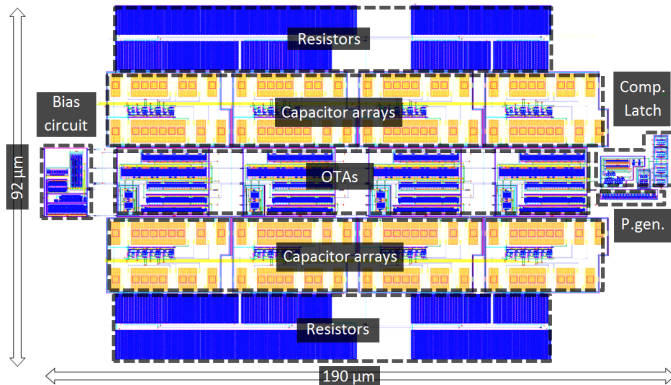 Resistors
Comp.
Latch
Bias
circuit
Capacitor arrays
OTAs
92 µm
P.gen.
Capacitor arrays
Resistors
190 µm